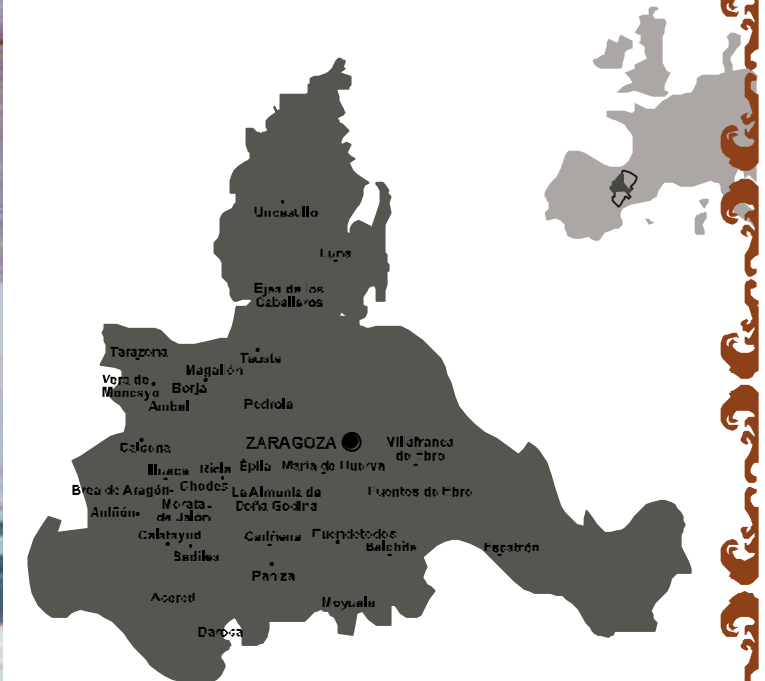 Uncastillo
Luna
Ejea de los
Caballeros
Tarazona
Tauste
Magallón
Vera de
Moncayo
Borja
Ambel
Pedrola
ZARAGOZA
Villafranca
de Ebro
Calcena
Illueca
Ricla
Épila
María de Huerva
Brea de Aragón
Chodes
La Almunia de
Doña Godina
Fuentes de Ebro
Aniñón
Morata
de Jalón
Calatayud
Cariñena
Fuendetodos
Belchite
Escatrón
Sediles
Paniza
Acered
Moyuela
Daroca